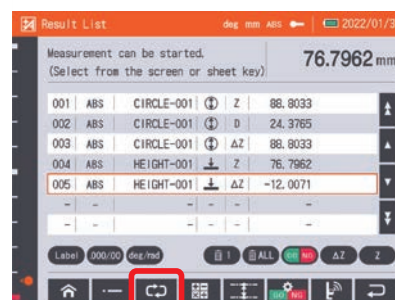 Result List deg mm ABS 2022/01/3
Measurement can be started.
(Select from the screen or sheet key)
76.7962 mm
001 ABS CIRCLE-001 Z 88.8033
002 ABS CIRCLE-001 D 24.3765
003 ABS CIRCLE-001 ΔZ 88.8033
004 ABS HEIGHT-001 Z 76.7962
005 ABS HEIGHT-001 ΔZ -12.0071
- - - - - -
- - - - - -
Label 000/00 deg/rad 1 ALL GO NG ΔZ Z
GO NG